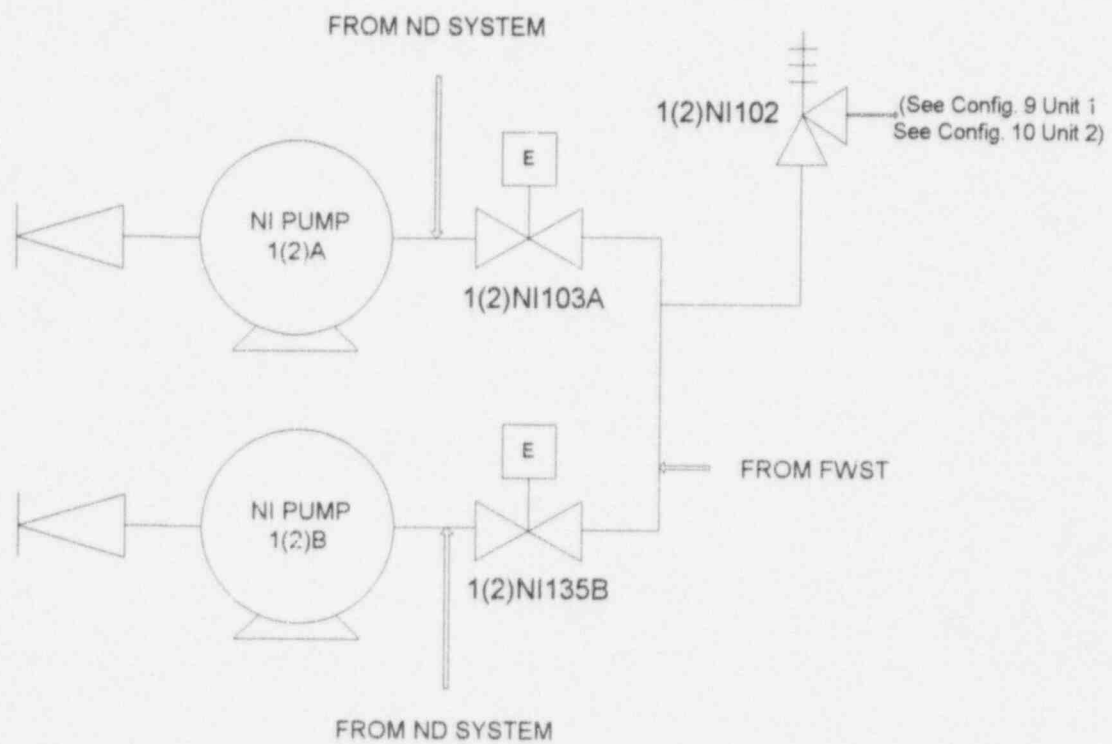 FROM ND SYSTEM
1(2)NI102
(See Config. 9 Unit 1
See Config. 10 Unit 2)
E
NI PUMP
1(2)A
1(2)NI103A
E
FROM FWST
NI PUMP
1(2)B
1(2)NI135B
FROM ND SYSTEM